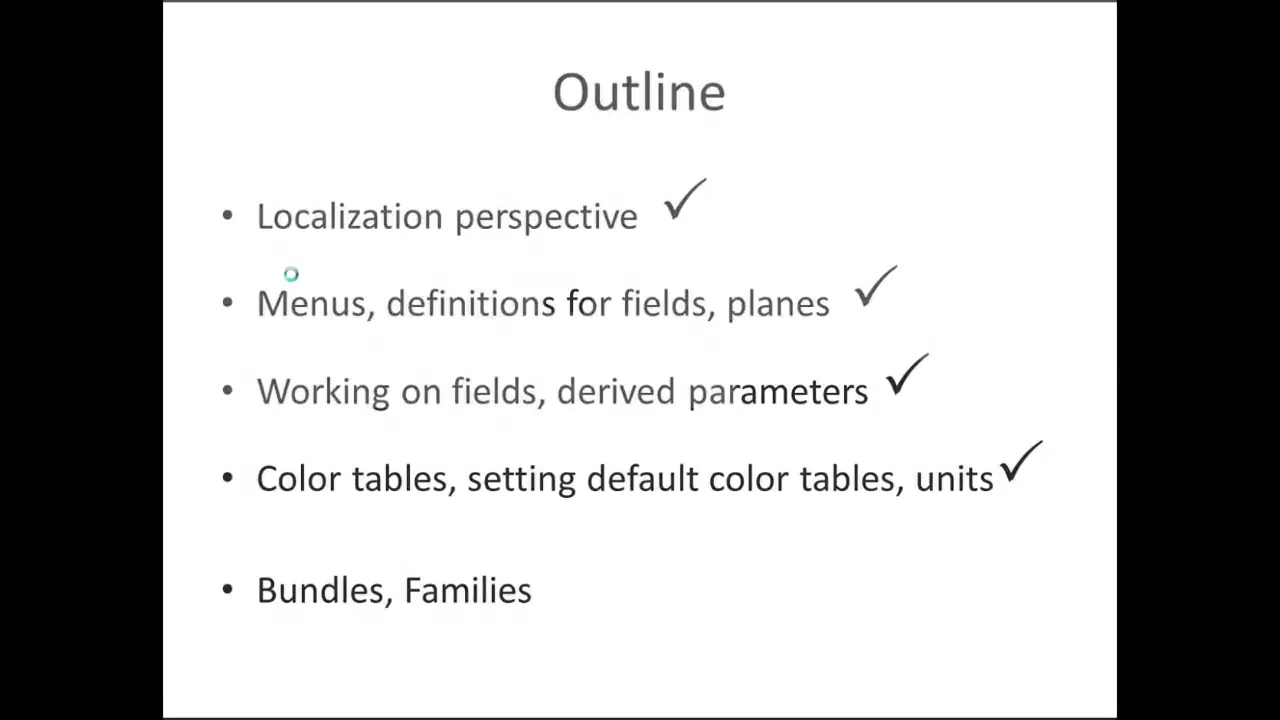 Outline
• Localization perspective ✓
• Menus, definitions for fields, planes ✓
• Working on fields, derived parameters ✓
• Color tables, setting default color tables, units ✓
• Bundles, Families